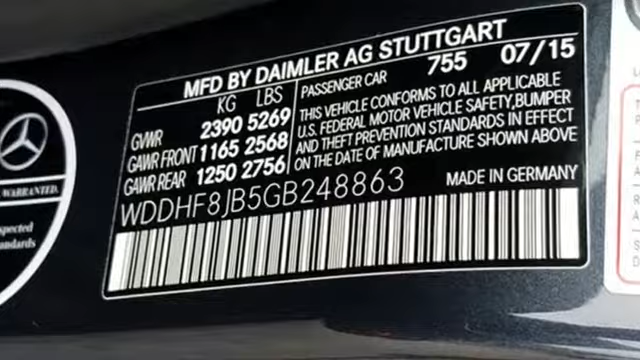 MFD BY DAIMLER AG STUTTGART
KG LBS
PASSENGER CAR 755 07/15
GVWR 2390 5269
GAWR FRONT 1165 2568
GAWR REAR 1250 2756
THIS VEHICLE CONFORMS TO ALL APPLICABLE
U.S. FEDERAL MOTOR VEHICLE SAFETY, BUMPER
AND THEFT PREVENTION STANDARDS IN EFFECT
ON THE DATE OF MANUFACTURE SHOWN ABOVE
WDDHF8JB5GB248863
MADE IN GERMANY
WARRANTED.